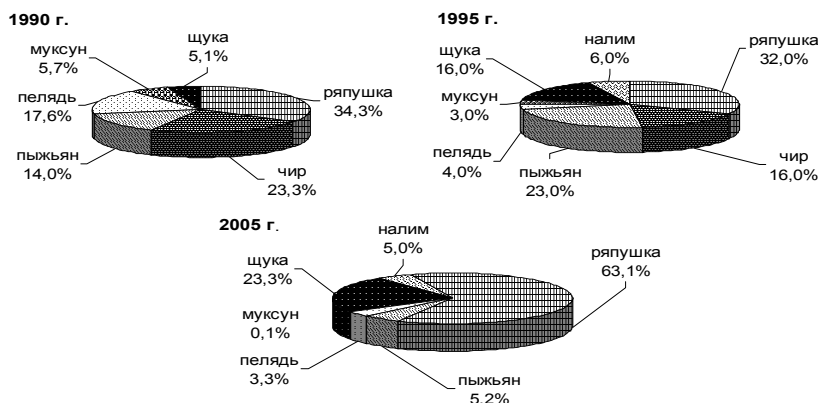 1990 г.
щука
5,1%
муксун
5,7%
пелядь
17,6%
пыжьян
14,0%
ряпушка
34,3%
чир
23,3%
1995 г.
налим
6,0%
щука
16,0%
муксун
3,0%
пелядь
4,0%
пыжьян
23,0%
ряпушка
32,0%
чир
16,0%
2005 г.
налим
5,0%
щука
23,3%
муксун
0,1%
пелядь
3,3%
пыжьян
5,2%
ряпушка
63,1%